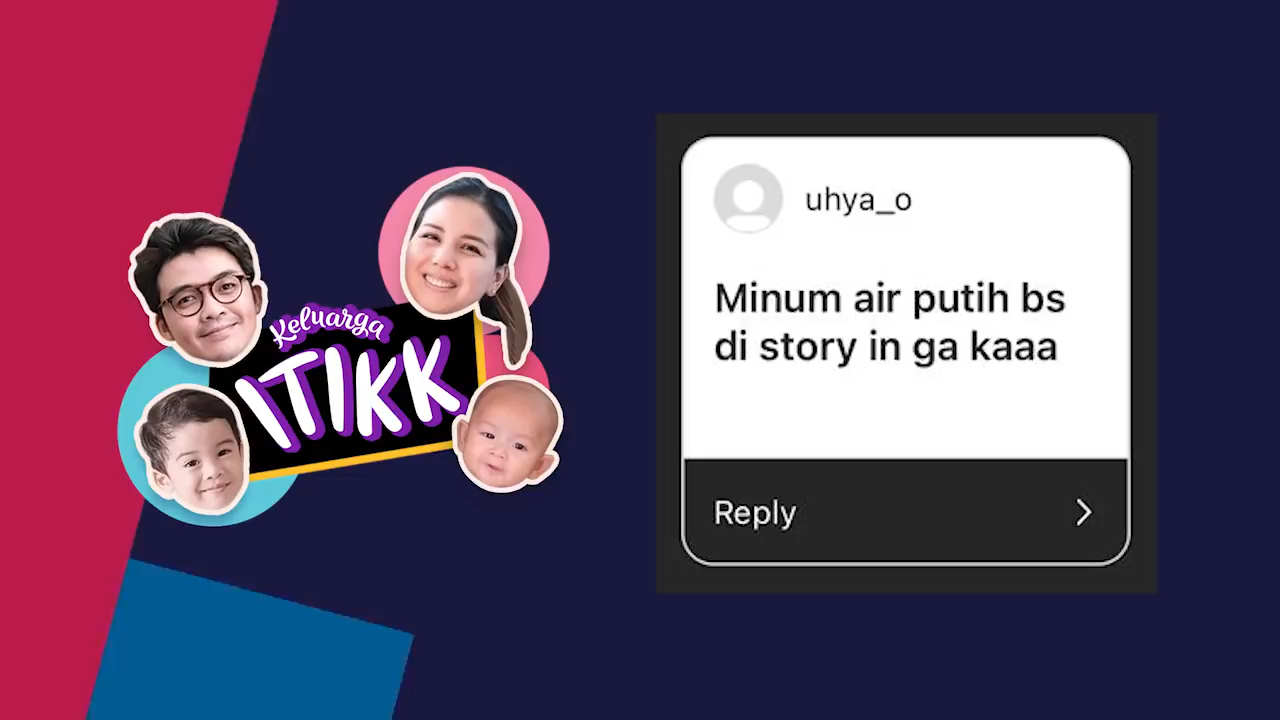 Keluarga
ITIKK
uhya_o
Minum air putih bs
di story in ga kaaa
Reply